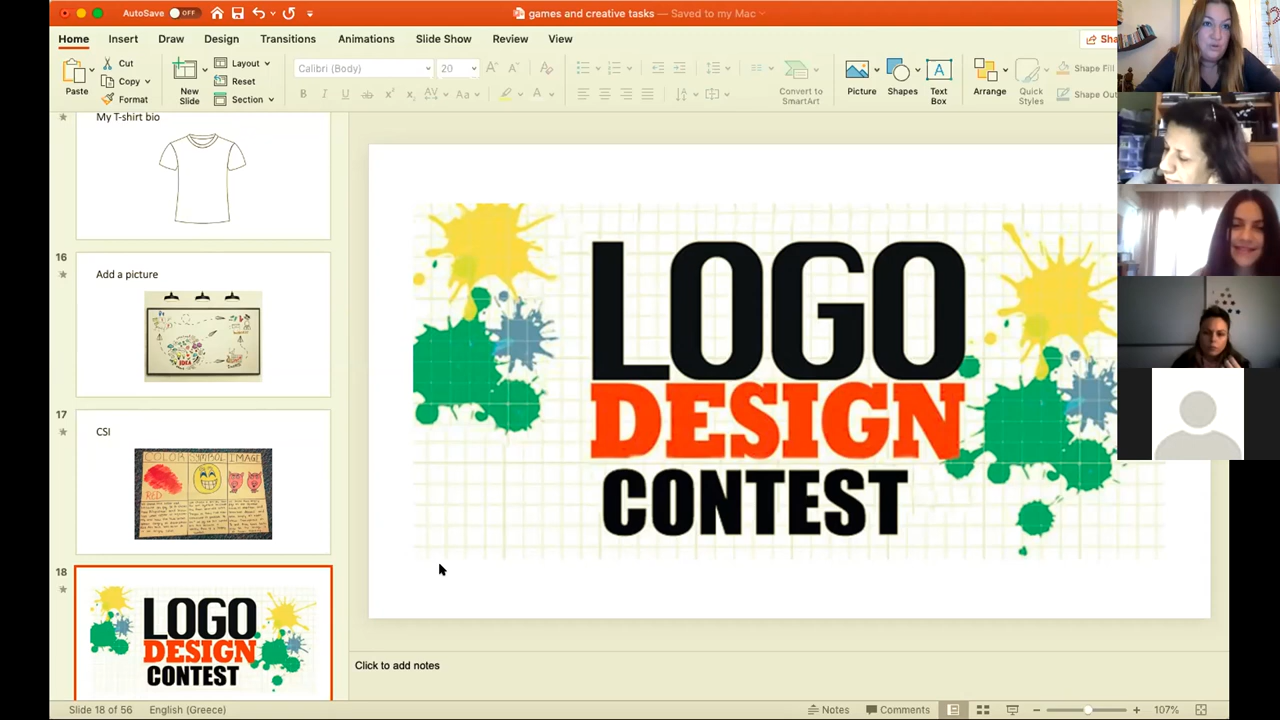 AutoSave OFF
games and creative tasks — Saved to my Mac
Home Insert Draw Design Transitions Animations Slide Show Review View
Sha
Paste
Cut
Copy
Format
New
Slide
Layout
Reset
Section
Calibri (Body) 20
Convert to
SmartArt
Picture
Shapes
Text
Box
Arrange
Quick
Styles
Shape Fill
Shape Out
My T-shirt bio
16
Add a picture
17
CSI
COLOR SYMBOL IMAGE
RED
18
LOGO
DESIGN
CONTEST
LOGO
DESIGN
CONTEST
Click to add notes
Slide 18 of 56 English (Greece)
Notes Comments 107%